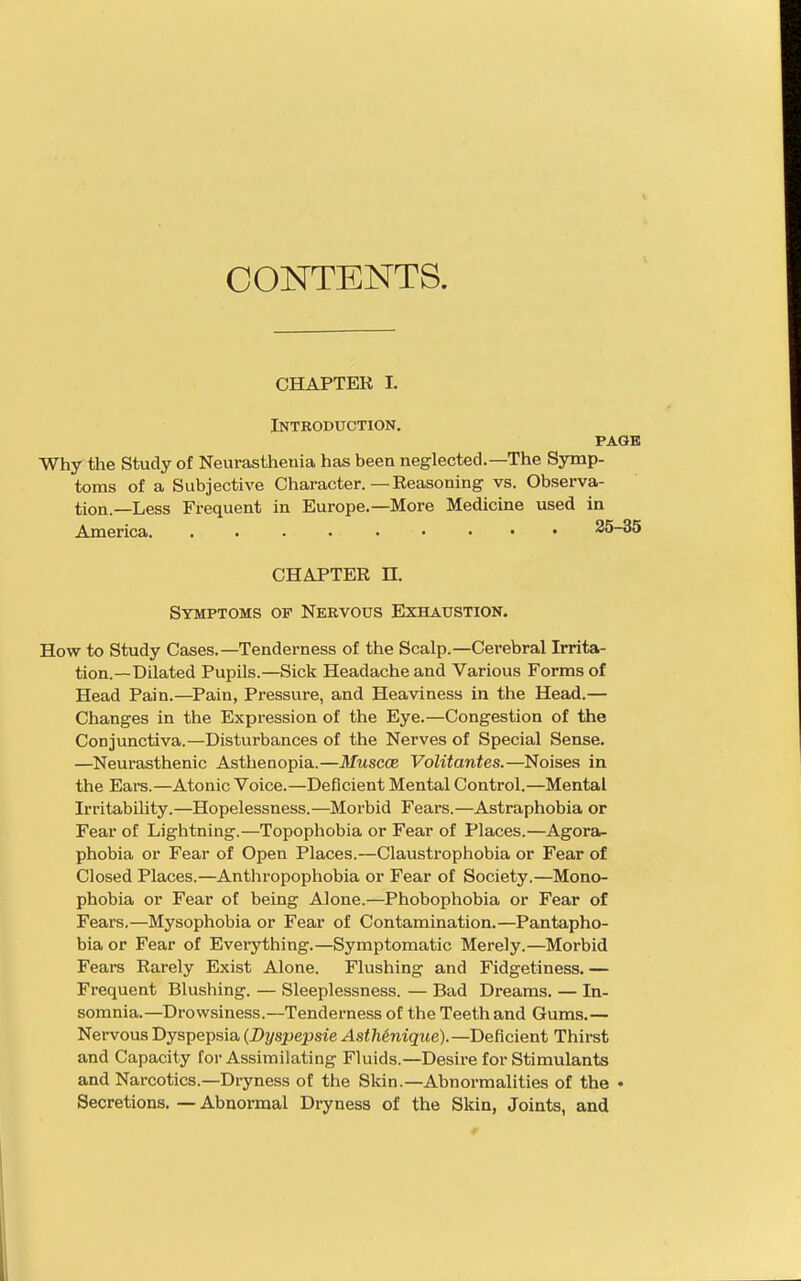 CONTENTS.
CHAPTER I.
INTRODUCTION.
PAGE
Why the Study of Neurasthenia has been neglected.—The Symp-
toms of a Subjective Character.—Reasoning vs. Observa-
tion.—Less Frequent in Europe.—More Medicine used in
America. . . . . . . . . . 25-35
CHAPTER II.
SYMPTOMS OF NERVOUS EXHAUSTION.
How to Study Cases.—Tenderness of the Scalp.—Cerebral Irrita-
tion.—Dilated Pupils.—Sick Headache and Various Forms of
Head Pain.—Pain, Pressure, and Heaviness in the Head.—
Changes in the Expression of the Eye.—Congestion of the
Conjunctiva.—Disturbances of the Nerves of Special Sense.
—Neurasthenic Asthenopia.—Muscœ Volitantes.—Noises in
the Ears.—Atonic Voice.—Deficient Mental Control.—Mental
Irritability.—Hopelessness.—Morbid Fears.—Astraphobia or
Fear of Lightning.—Topophobia or Fear of Places.—Agora-
phobia or Fear of Open Places.—Claustrophobia or Fear of
Closed Places.—Anthropophobia or Fear of Society.—Mono-
phobia or Fear of being Alone.—Phobophobia or Fear of
Fears.—Mysophobia or Fear of Contamination.—Pantapho-
bia or Fear of Everything.—Symptomatic Merely.—Morbid
Fears Rarely Exist Alone. Flushing and Fidgetiness.—
Frequent Blushing.—Sleeplessness.—Bad Dreams.—In-
somnia.—Drowsiness.—Tenderness of the Teeth and Gums.—
Nervous Dyspepsia (Dyspepsie Asthénique).—Deficient Thirst
and Capacity for Assimilating Fluids.—Desire for Stimulants
and Narcotics.—Dryness of the Skin.—Abnormalities of the
Secretions.—Abnormal Dryness of the Skin, Joints, and